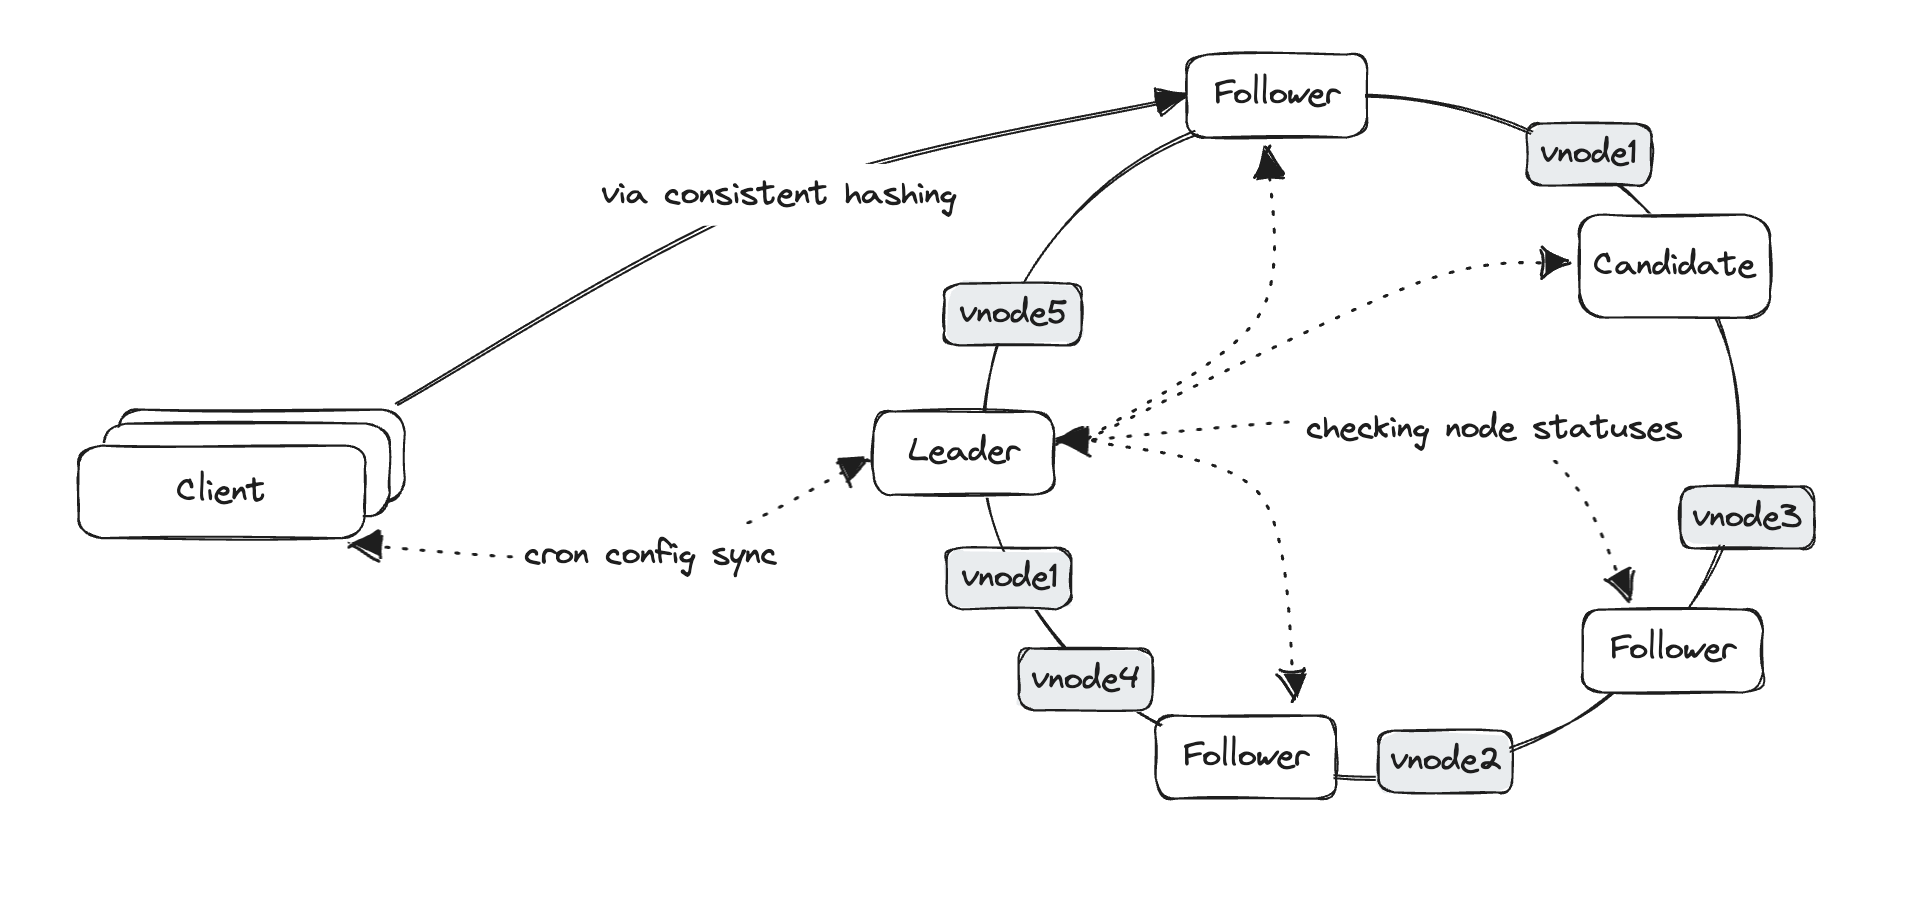 Follower
vnode1
via consistent hashing
Candidate
vnode5
checking node statuses
Leader
Client
vnode3
cron config sync
vnode1
Follower
vnode4
Follower
vnode2